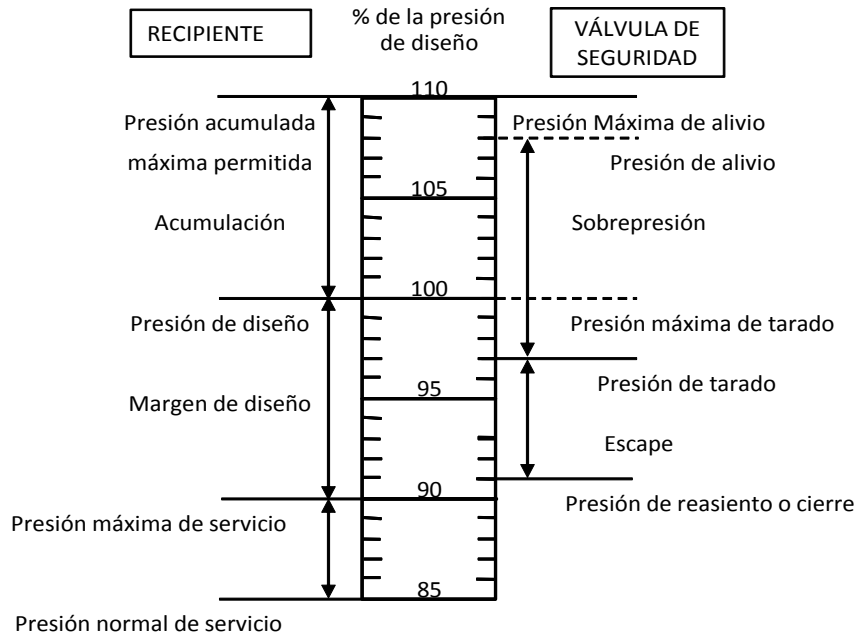 RECIPIENTE
% de la presión
de diseño
VÁLVULA DE
SEGURIDAD
110
Presión acumulada
máxima permitida
Presión Máxima de alivio
Presión de alivio
105
Acumulación
Sobrepresión
100
Presión de diseño
Presión máxima de tarado
95
Presión de tarado
Margen de diseño
Escape
90
Presión de reasiento o cierre
Presión máxima de servicio
85
Presión normal de servicio